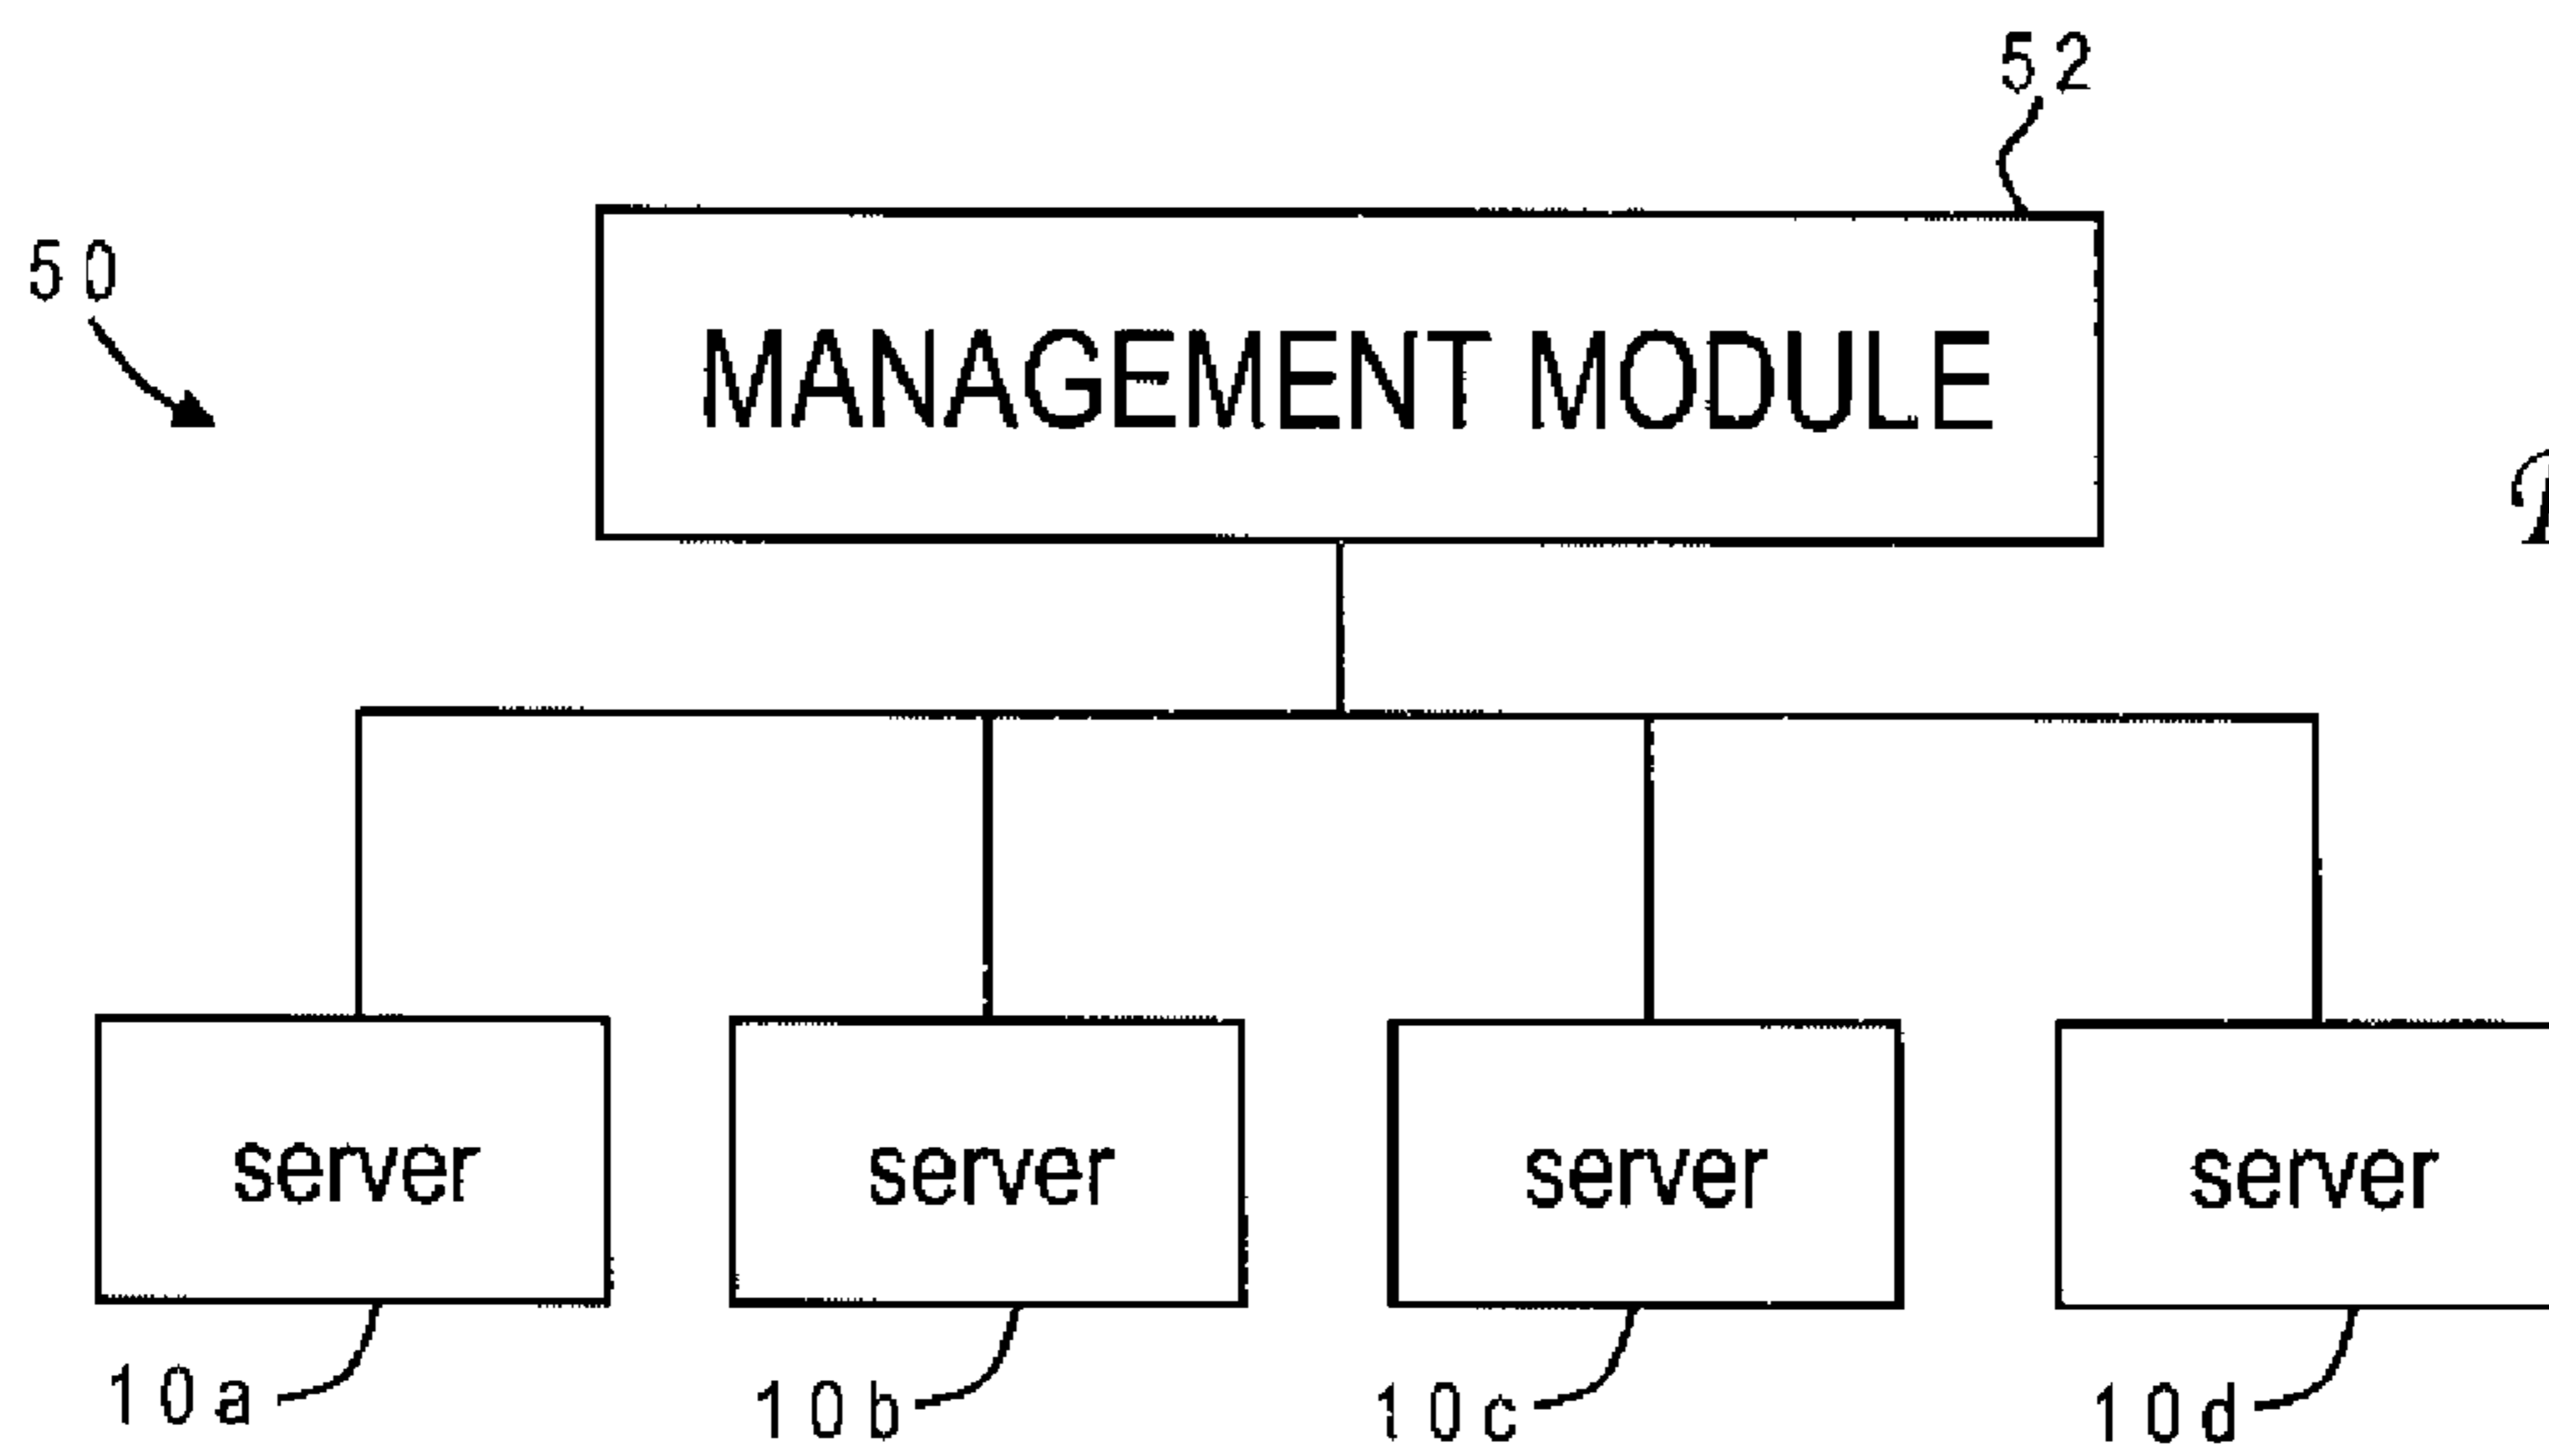 52
50
MANAGEMENT MODULE
server server server server
10a 10b 10c 10d